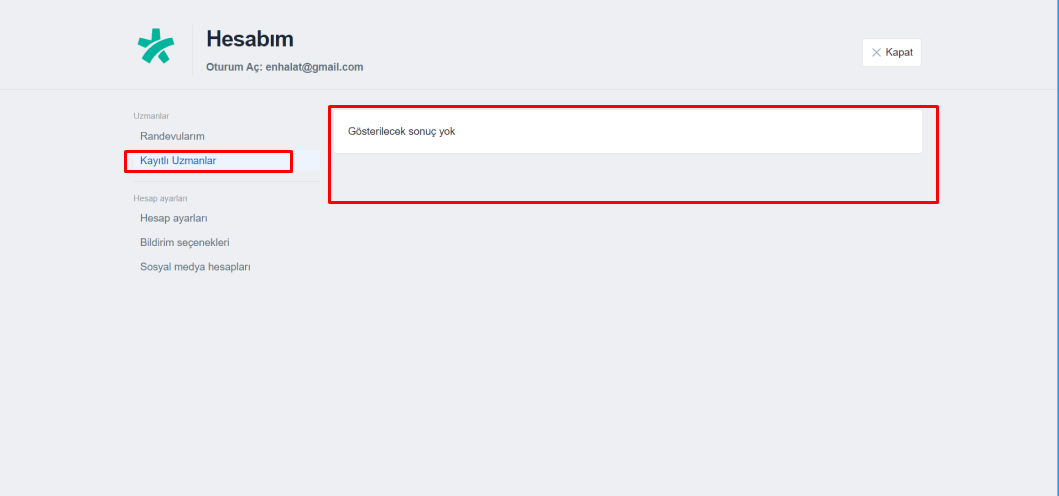 Hesabım
Oturum Aç: enhalat@gmail.com
Kapat
Uzmanlar
Randevularım
Kayıtlı Uzmanlar
Hesap ayarları
Hesap ayarları
Bildirim seçenekleri
Sosyal medya hesapları
Gösterilecek sonuç yok